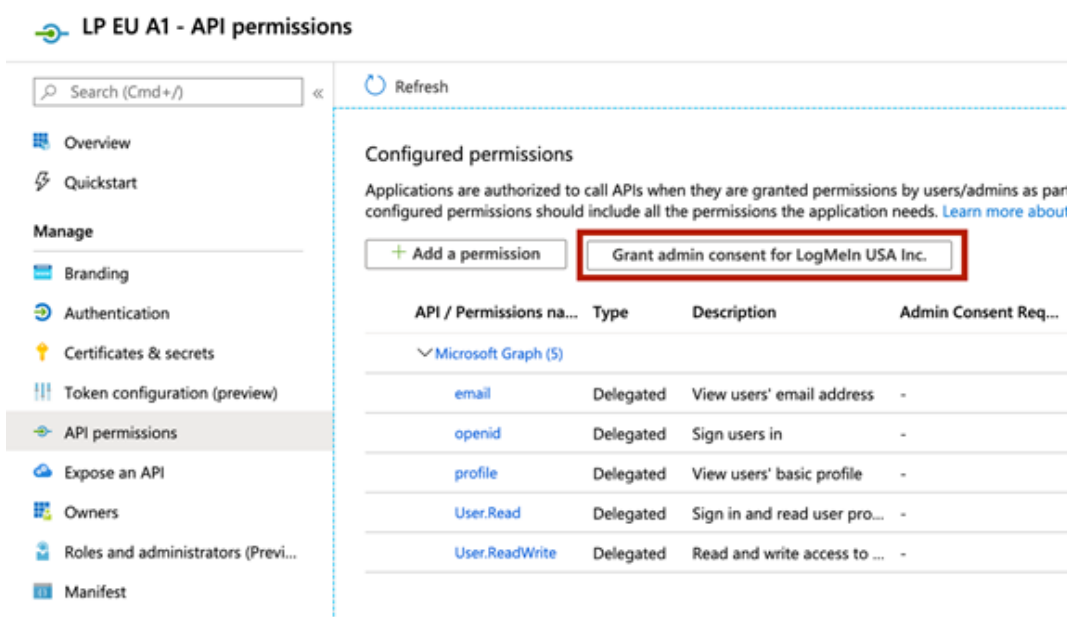 LP EU A1 - API permissions
Search (Cmd+/)
«
Refresh
Overview
Quickstart
Manage
Branding
Authentication
Certificates & secrets
Token configuration (preview)
API permissions
Expose an API
Owners
Roles and administrators (Previ...
Manifest
Configured permissions
Applications are authorized to call APIs when they are granted permissions by users/admins as par
configured permissions should include all the permissions the application needs. Learn more about
+ Add a permission
Grant admin consent for LogMeIn USA Inc.
API / Permissions na... Type Description Admin Consent Req...
Microsoft Graph (5)
email Delegated View users' email address -
openid Delegated Sign users in -
profile Delegated View users' basic profile -
User.Read Delegated Sign in and read user pro... -
User.ReadWrite Delegated Read and write access to ... -